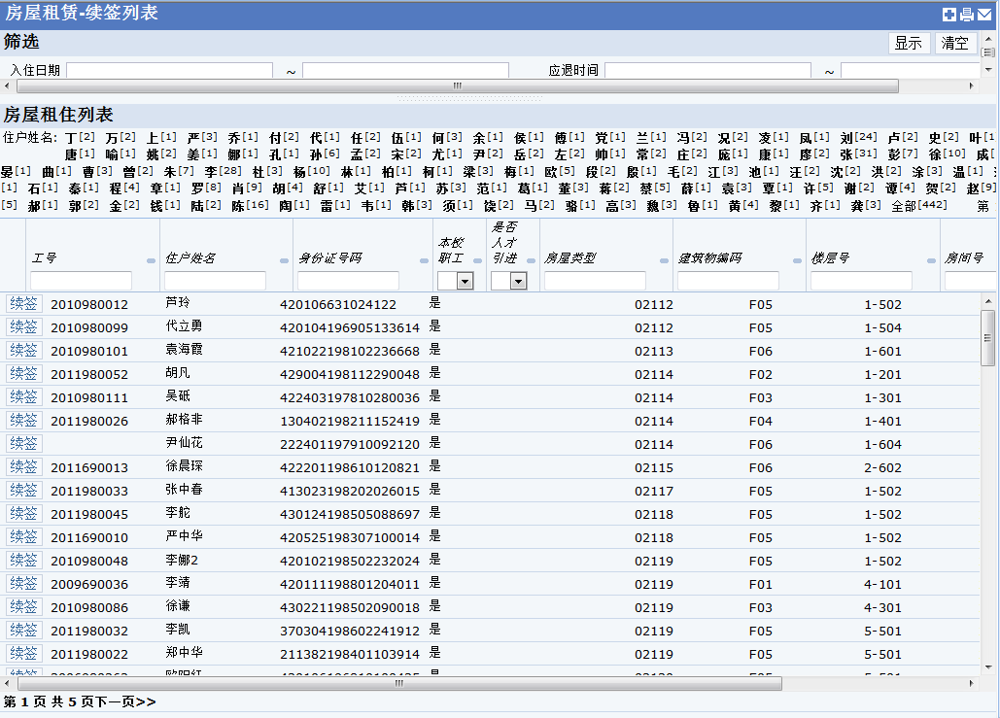 房屋租赁-续签列表
筛选 显示 清空
入住日期 ~ 应退时间 ~
房屋租住列表
住户姓名: 丁[2] 万[2] 上[1] 严[3] 乔[1] 付[2] 代[1] 任[2] 伍[1] 何[3] 余[1] 侯[1] 傅[1] 党[1] 兰[1] 冯[2] 况[2] 凌[1] 凤[1] 刘[24] 卢[2] 史[2] 叶[1
唐[1] 喻[1] 姚[2] 姜[1] 娜[1] 孔[1] 孙[6] 孟[2] 宋[2] 尤[1] 尹[2] 岳[2] 左[2] 帅[1] 常[2] 庄[2] 庞[1] 康[1] 廖[2] 张[31] 彭[7] 徐[10] 成[
晏[1] 曲[1] 曹[3] 曾[2] 朱[7] 李[28] 杜[3] 杨[10] 林[1] 柏[1] 柯[1] 梁[3] 梅[1] 欧[5] 段[2] 殷[1] 毛[2] 江[3] 池[1] 汪[2] 沈[2] 洪[2] 涂[3] 温[1]
[1] 石[1] 秦[1] 程[4] 章[1] 罗[8] 肖[9] 胡[4] 舒[1] 艾[1] 芦[1] 苏[3] 范[1] 葛[1] 董[3] 蒋[2] 蔡[5] 薛[1] 袁[3] 覃[1] 许[5] 谢[2] 谭[4] 贺[2] 赵[9]
[5] 郝[1] 郭[2] 金[2] 钱[1] 陆[2] 陈[16] 陶[1] 雷[1] 韦[1] 韩[3] 须[1] 饶[2] 马[2] 骆[1] 高[3] 魏[3] 鲁[1] 黄[4] 黎[1] 齐[1] 龚[3] 全部[442] 第
工号 住户姓名 身份证号码 本校职工 是否人才引进 房屋类型 建筑物编码 楼层号 房间号
续签 2010980012 芦玲 420106631024122 是 02112 F05 1-502
续签 2010980099 代立勇 420104196905133614 是 02112 F05 1-504
续签 2010980101 袁海霞 421022198102236668 是 02113 F06 1-601
续签 2011980052 胡凡 429004198112290048 是 02114 F02 1-201
续签 2010980111 吴砥 422403197810280036 是 02114 F03 1-301
续签 2011980026 郝格非 130402198211152419 是 02114 F04 1-401
续签 尹仙花 222401197910092120 是 02114 F06 1-604
续签 2011690013 徐晨琛 422201198610120821 是 02115 F06 2-602
续签 2011980033 张中春 413023198202026015 是 02117 F05 1-502
续签 2011980045 李舵 430124198505088697 是 02118 F05 1-502
续签 2011690010 严中华 420525198307100014 是 02118 F05 1-502
续签 2010980048 李娜2 420102198502232024 是 02119 F05 1-502
续签 2009690036 李靖 420111198801204011 是 02119 F01 4-101
续签 2010980086 徐谦 430221198502090018 是 02119 F03 4-301
续签 2011980032 李凯 370304198602241912 是 02119 F05 5-501
续签 2011980022 郑中华 211382198401103914 是 02119 F05 5-501
第 1 页 共 5 页下一页>>